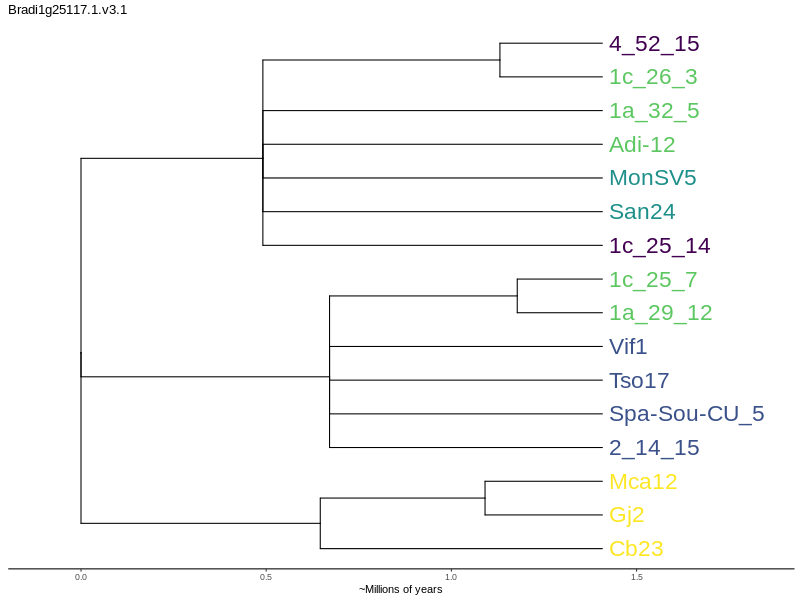 Bradi1g25117.1.v3.1
4_52_15
1c_26_3
1a_32_5
Adi-12
MonSV5
San24
1c_25_14
1c_25_7
1a_29_12
Vif1
Tso17
Spa-Sou-CU_5
2_14_15
Mca12
Gj2
Cb23
0.0 0.5 1.0 1.5
~Millions of years